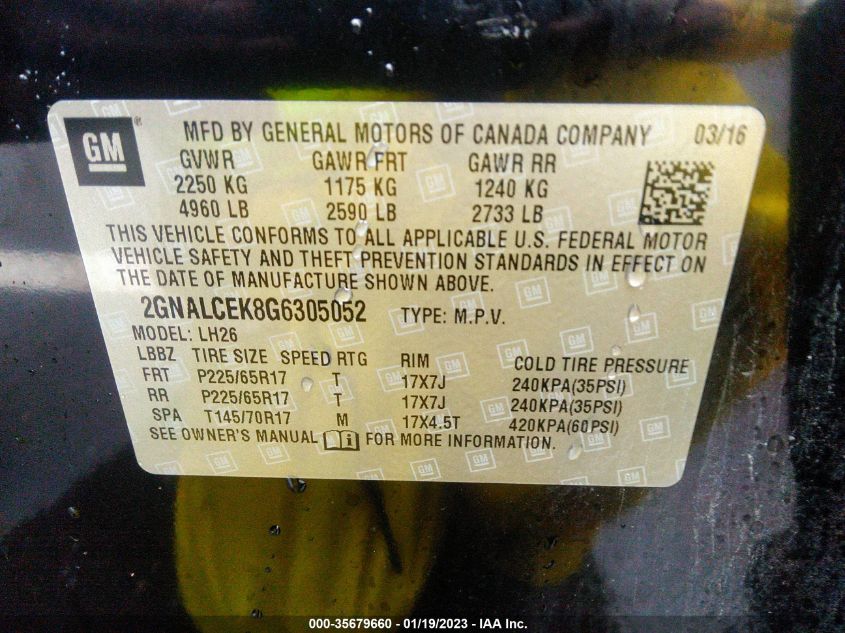 GM ® MFD BY GENERAL MOTORS OF CANADA COMPANY 03/16
GVWR GAWR FRT GAWR RR
2250 KG 1175 KG 1240 KG
4960 LB 2590 LB 2733 LB
THIS VEHICLE CONFORMS TO ALL APPLICABLE U.S. FEDERAL MOTOR
VEHICLE SAFETY AND THEFT PREVENTION STANDARDS IN EFFECT ON
THE DATE OF MANUFACTURE SHOWN ABOVE.
2GNALCEK8G6305052 TYPE: M.P.V.
MODEL: LH26
LBBZ TIRE SIZE SPEED RTG RIM COLD TIRE PRESSURE
FRT P225/65R17 T 17X7J 240KPA(35PSI)
RR P225/65R17 T 17X7J 240KPA(35PSI)
SPA T145/70R17 M 17X4.5T 420KPA(60PSI)
SEE OWNER'S MANUAL FOR MORE INFORMATION.
000-35679660 - 01/19/2023 - IAA Inc.